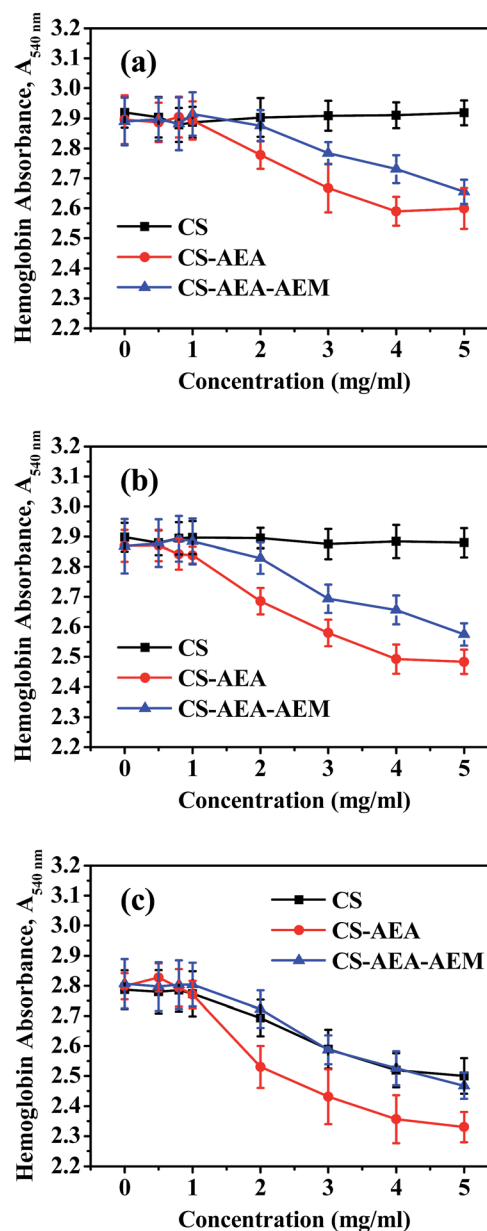 (a)
Hemoglobin Absorbance, A540 nm
3.2
3.1
3.0
2.9
2.8
2.7
2.6
2.5
2.4
2.3
2.2
CS
CS-AEA
CS-AEA-AEM
0 1 2 3 4 5
Concentration (mg/ml)
(b)
Hemoglobin Absorbance, A540 nm
3.2
3.1
3.0
2.9
2.8
2.7
2.6
2.5
2.4
2.3
2.2
CS
CS-AEA
CS-AEA-AEM
0 1 2 3 4 5
Concentration (mg/ml)
(c)
Hemoglobin Absorbance, A540 nm
3.2
3.1
3.0
2.9
2.8
2.7
2.6
2.5
2.4
2.3
2.2
CS
CS-AEA
CS-AEA-AEM
0 1 2 3 4 5
Concentration (mg/ml)